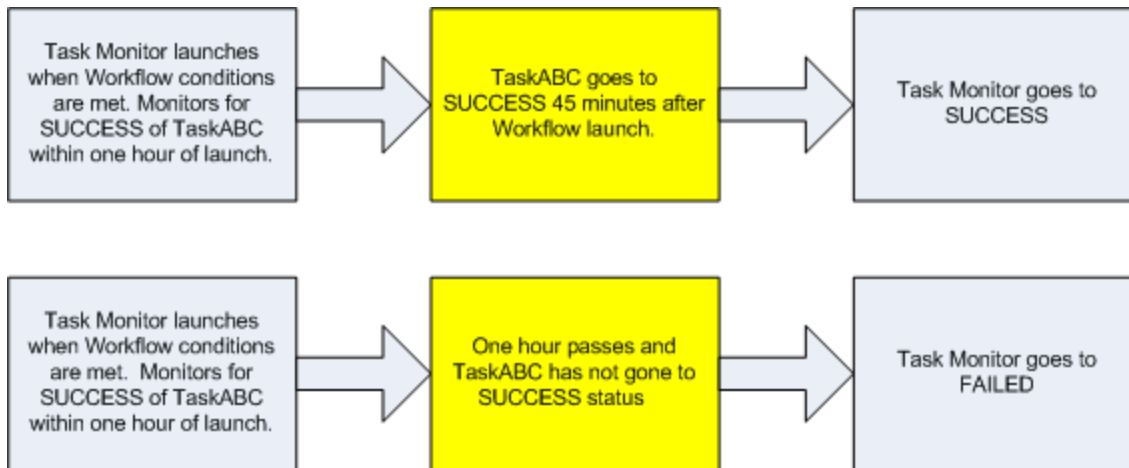 Task Monitor launches
when Workflow conditions
are met. Monitors for
SUCCESS of TaskABC
within one hour of launch.
TaskABC goes to
SUCCESS 45 minutes after
Workflow launch.
Task Monitor goes to
SUCCESS
Task Monitor launches
when Workflow conditions
are met.  Monitors for
SUCCESS of TaskABC
within one hour of launch.
One hour passes and
TaskABC has not gone to
SUCCESS status
Task Monitor goes to
FAILED